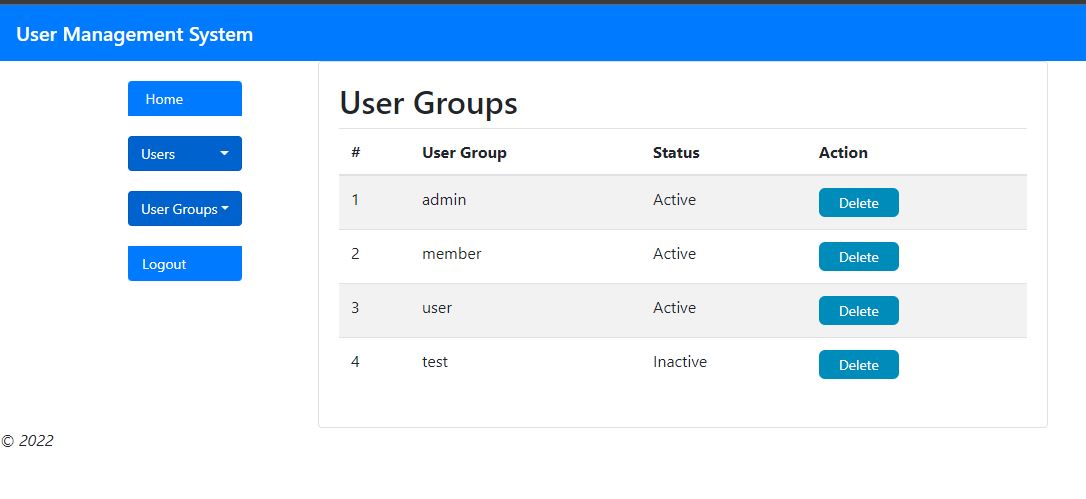 User Management System
Home
Users
User Groups
Logout
User Groups
# User Group Status Action
1 admin Active Delete
2 member Active Delete
3 user Active Delete
4 test Inactive Delete
© 2022